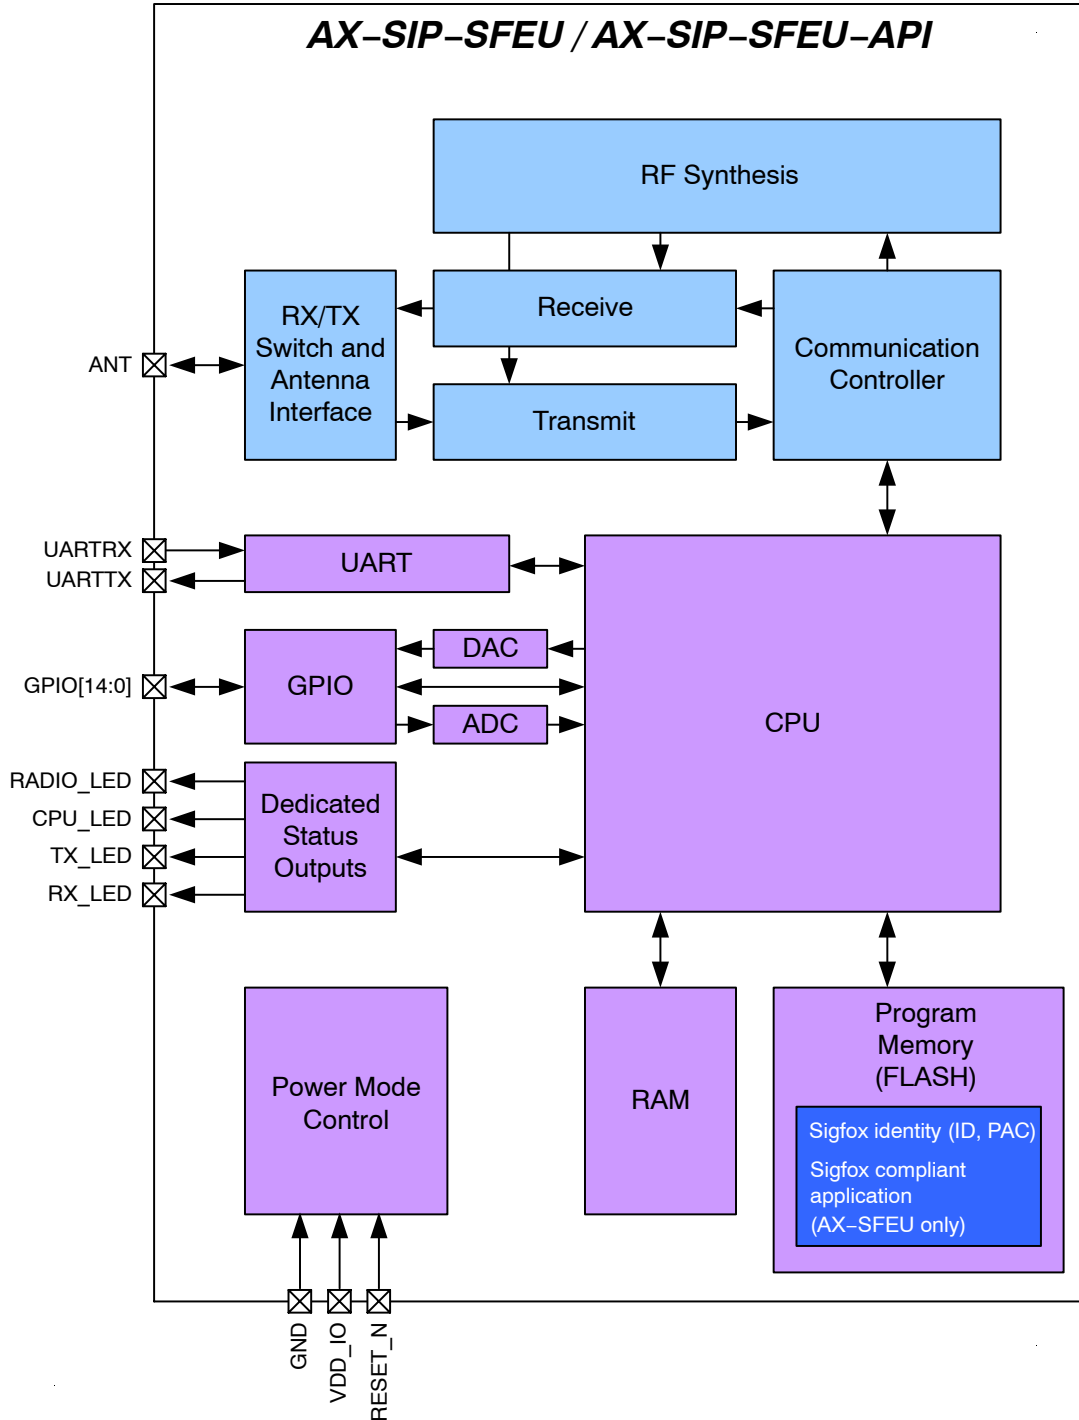 AX–SIP–SFEU / AX–SIP–SFEU–API
RF Synthesis
RX/TX
Switch and
Antenna
Interface
Receive
Transmit
Communication
Controller
ANT
UARTRX
UARTTX
UART
GPIO[14:0]
GPIO
DAC
ADC
CPU
RADIO_LED
CPU_LED
TX_LED
RX_LED
Dedicated
Status
Outputs
Power Mode
Control
RAM
Program
Memory
(FLASH)
Sigfox identity (ID, PAC)
Sigfox compliant
application
(AX–SFEU only)
GND
VDD_IO
RESET_N